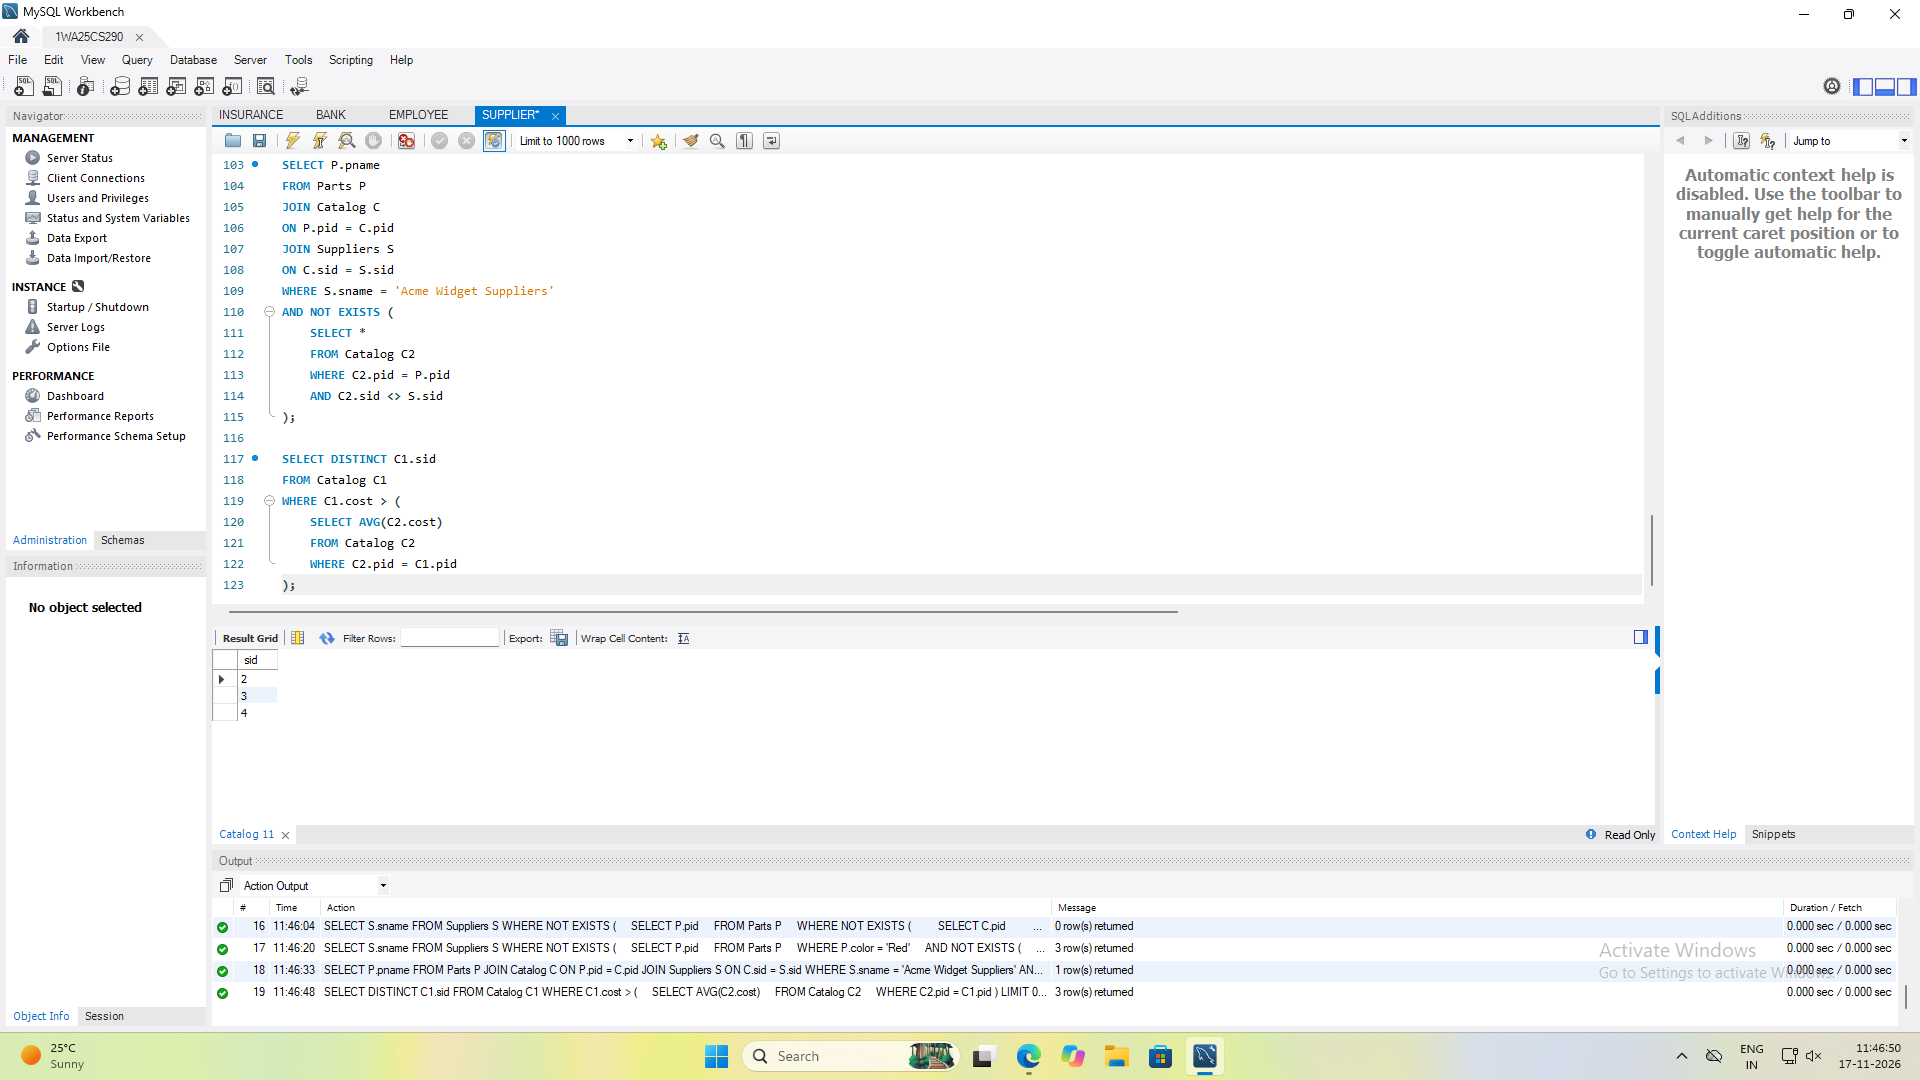 MySQL Workbench
1WA25CS290
File Edit View Query Database Server Tools Scripting Help
Navigator
MANAGEMENT
Server Status
Client Connections
Users and Privileges
Status and System Variables
Data Export
Data Import/Restore
INSTANCE
Startup / Shutdown
Server Logs
Options File
PERFORMANCE
Dashboard
Performance Reports
Performance Schema Setup
Administration Schemas
Information
No object selected
Object Info Session
INSURANCE BANK EMPLOYEE SUPPLIER*
Limit to 1000 rows
103 SELECT P.pname
104 FROM Parts P
105 JOIN Catalog C
106 ON P.pid = C.pid
107 JOIN Suppliers S
108 ON C.sid = S.sid
109 WHERE S.sname = 'Acme Widget Suppliers'
110 AND NOT EXISTS (
111 SELECT *
112 FROM Catalog C2
113 WHERE C2.pid = P.pid
114 AND C2.sid <> S.sid
115 );
116
117 SELECT DISTINCT C1.sid
118 FROM Catalog C1
119 WHERE C1.cost > (
120 SELECT AVG(C2.cost)
121 FROM Catalog C2
122 WHERE C2.pid = C1.pid
123 );
Result Grid Filter Rows: Export: Wrap Cell Content:
sid
2
3
4
Catalog 11 Read Only
SQLAdditions
Jump to
Automatic context help is
disabled. Use the toolbar to
manually get help for the
current caret position or to
toggle automatic help.
Context Help Snippets
Output
Action Output
# Time Action Message Duration / Fetch
16 11:46:04 SELECT S.sname FROM Suppliers S WHERE NOT EXISTS ( SELECT P.pid FROM Parts P WHERE NOT EXISTS ( SELECT C.pid ... 0 row(s) returned 0.000 sec / 0.000 sec
17 11:46:20 SELECT S.sname FROM Suppliers S WHERE NOT EXISTS ( SELECT P.pid FROM Parts P WHERE P.color = 'Red' AND NOT EXISTS ( ... 3 row(s) returned 0.000 sec / 0.000 sec
18 11:46:33 SELECT P.pname FROM Parts P JOIN Catalog C ON P.pid = C.pid JOIN Suppliers S ON C.sid = S.sid WHERE S.sname = 'Acme Widget Suppliers' AN... 1 row(s) returned 0.000 sec / 0.000 sec
19 11:46:48 SELECT DISTINCT C1.sid FROM Catalog C1 WHERE C1.cost > ( SELECT AVG(C2.cost) FROM Catalog C2 WHERE C2.pid = C1.pid ) LIMIT 0... 3 row(s) returned 0.000 sec / 0.000 sec
Activate Windows
Go to Settings to activate Windows.
25°C
Sunny
Search
ENG
IN
11:46:50
17-11-2026